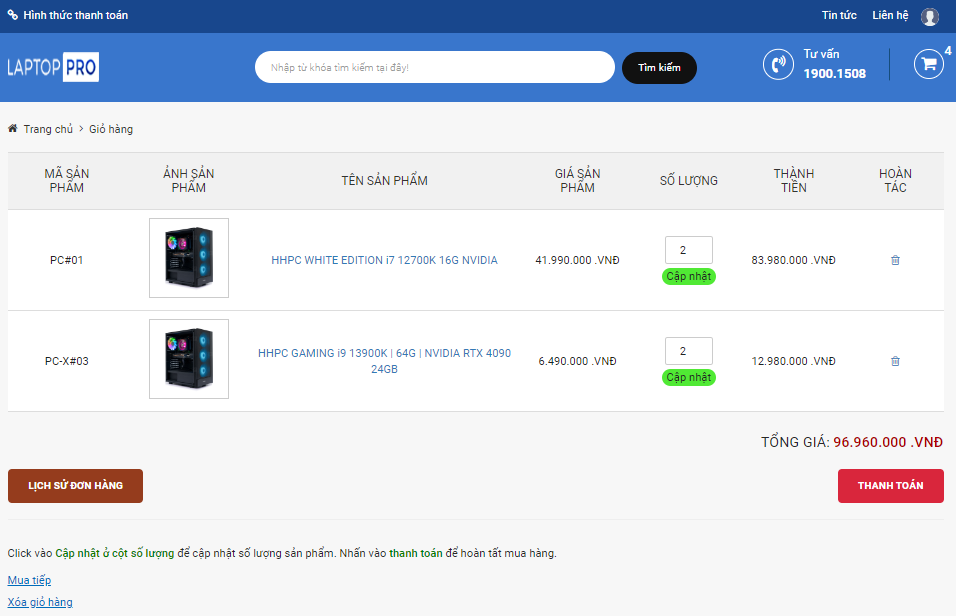 Hình thức thanh toán
Tin tức Liên hệ
LAPTOP PRO
Nhập từ khóa tìm kiếm tại đây!
Tìm kiếm
Tư vấn
1900.1508
4
Trang chủ > Giỏ hàng
MÃ SẢN
PHẨM
ẢNH SẢN
PHẨM
TÊN SẢN PHẨM
GIÁ SẢN
PHẨM
SỐ LƯỢNG
THÀNH
TIỀN
HOÀN
TÁC
PC#01
HHPC WHITE EDITION i7 12700K 16G NVIDIA
41.990.000 .VNĐ
2
Cập nhật
83.980.000 .VNĐ
PC-X#03
HHPC GAMING i9 13900K | 64G | NVIDIA RTX 4090
24GB
6.490.000 .VNĐ
2
Cập nhật
12.980.000 .VNĐ
TỔNG GIÁ: 96.960.000 .VNĐ
LỊCH SỬ ĐƠN HÀNG
THANH TOÁN
Click vào Cập nhật ở cột số lượng để cập nhật số lượng sản phẩm. Nhấn vào thanh toán để hoàn tất mua hàng.
Mua tiếp
Xóa giỏ hàng